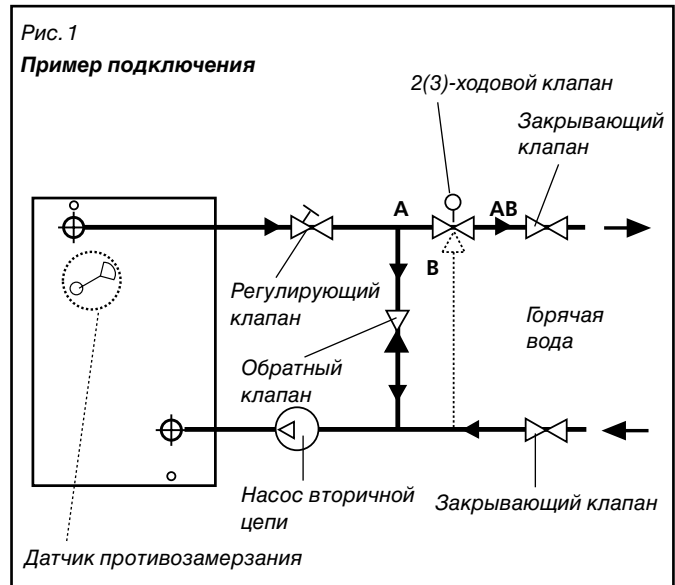 Рис. 1
Пример подключения
2(3)-ходовой клапан
Закрывающий
клапан
A
AB
B
Регулирующий
клапан
Горячая
вода
Обратный
клапан
Насос вторичной
цепи
Закрывающий клапан
Датчик противозамерзания